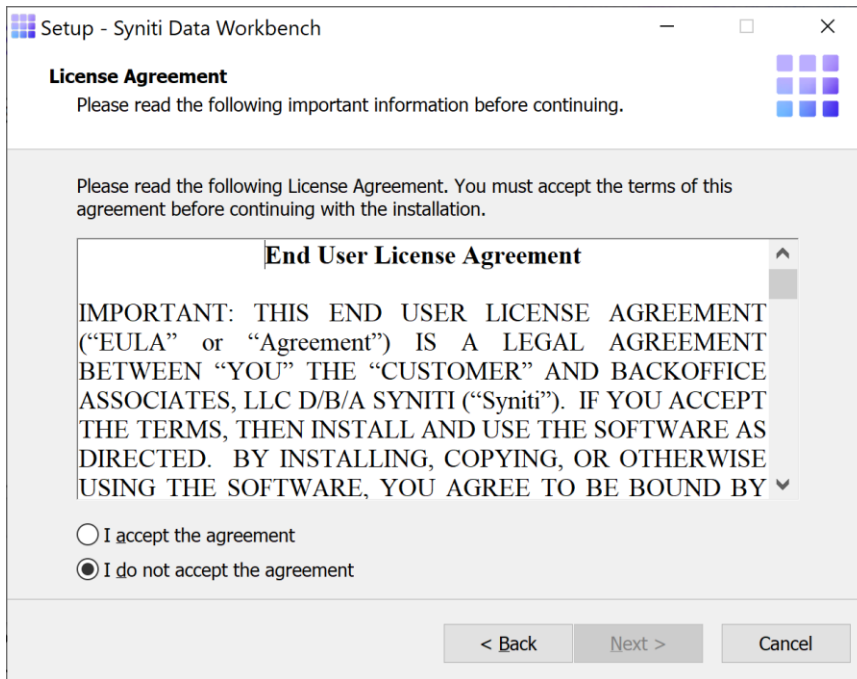 Setup - Syniti Data Workbench
License Agreement
Please read the following important information before continuing.
Please read the following License Agreement. You must accept the terms of this
agreement before continuing with the installation.
End User License Agreement
IMPORTANT: THIS END USER LICENSE AGREEMENT
(“EULA” or “Agreement”) IS A LEGAL AGREEMENT
BETWEEN “YOU” THE “CUSTOMER” AND BACKOFFICE
ASSOCIATES, LLC D/B/A SYNITI (“Syniti”).  IF YOU ACCEPT
THE TERMS, THEN INSTALL AND USE THE SOFTWARE AS
DIRECTED.  BY INSTALLING, COPYING, OR OTHERWISE
USING THE SOFTWARE, YOU AGREE TO BE BOUND BY
I accept the agreement
I do not accept the agreement
< Back Next > Cancel